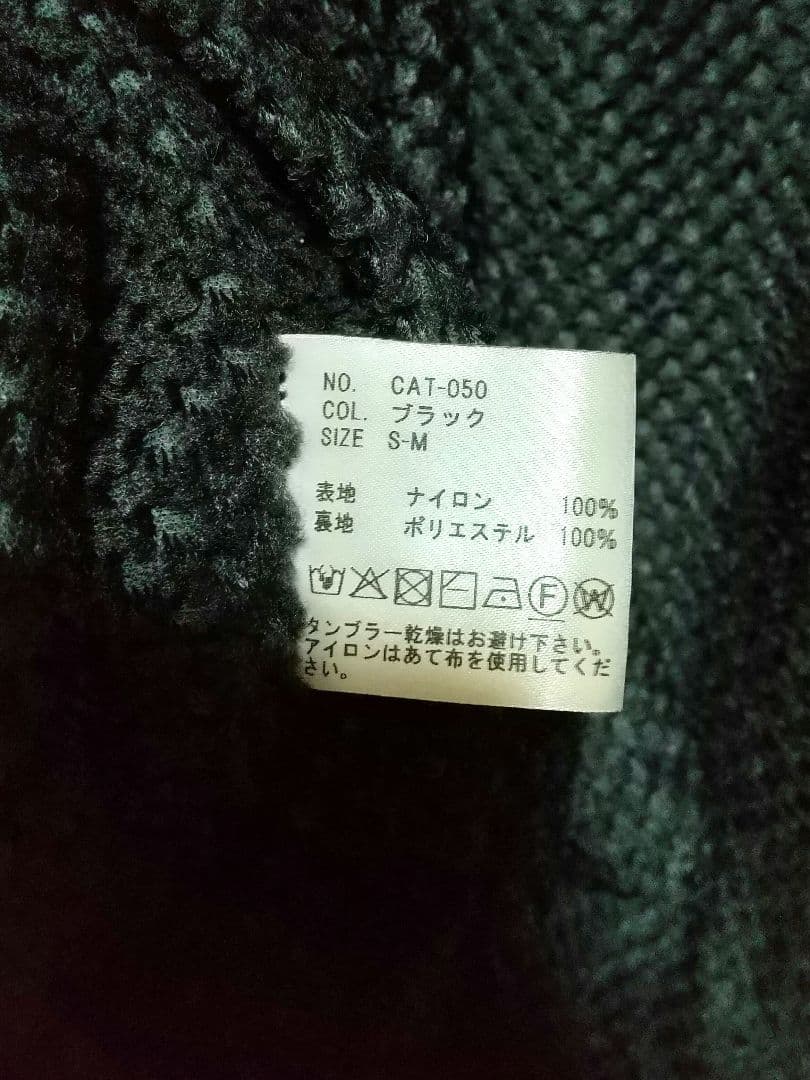 NO. CAT-050
COL. ブラック
SIZE S-M
表地 ナイロン 100%
裏地 ポリエステル 100%
F W
タンブラー乾燥はお避け下さい。
アイロンはあて布を使用してくだ
さい。